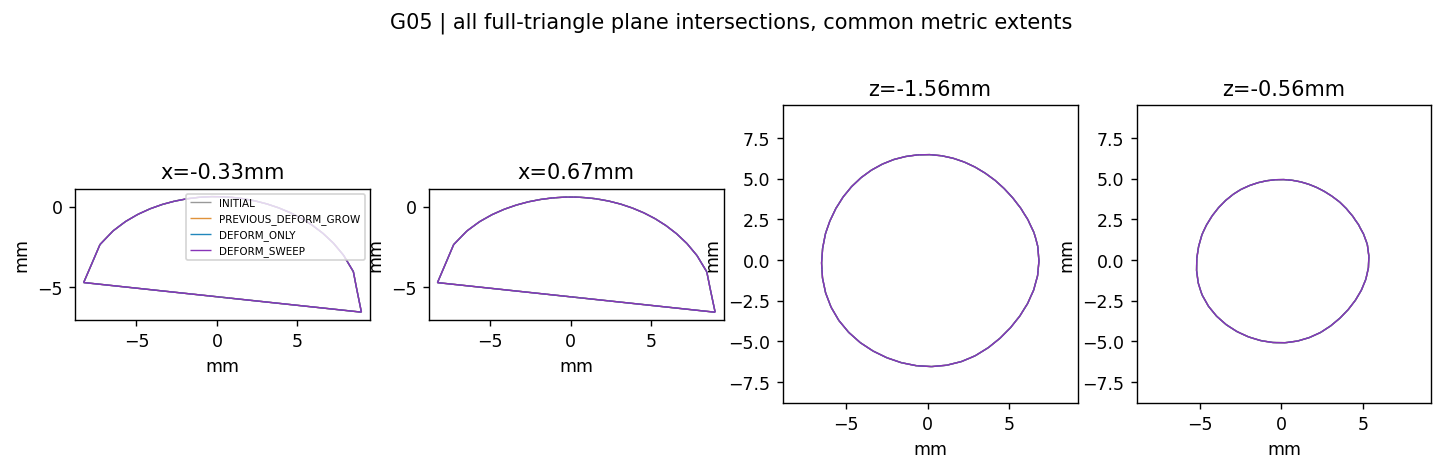 G05 | all full-triangle plane intersections, common metric extents
x=-0.33mm
0
−5
mm
INITIAL
PREVIOUS_DEFORM_GROW
DEFORM_ONLY
DEFORM_SWEEP
−5
0
5
mm
x=0.67mm
0
−5
mm
−5
0
5
mm
z=-1.56mm
7.5
5.0
2.5
0.0
−2.5
−5.0
−7.5
mm
−5
0
5
mm
z=-0.56mm
7.5
5.0
2.5
0.0
−2.5
−5.0
−7.5
mm
−5
0
5
mm